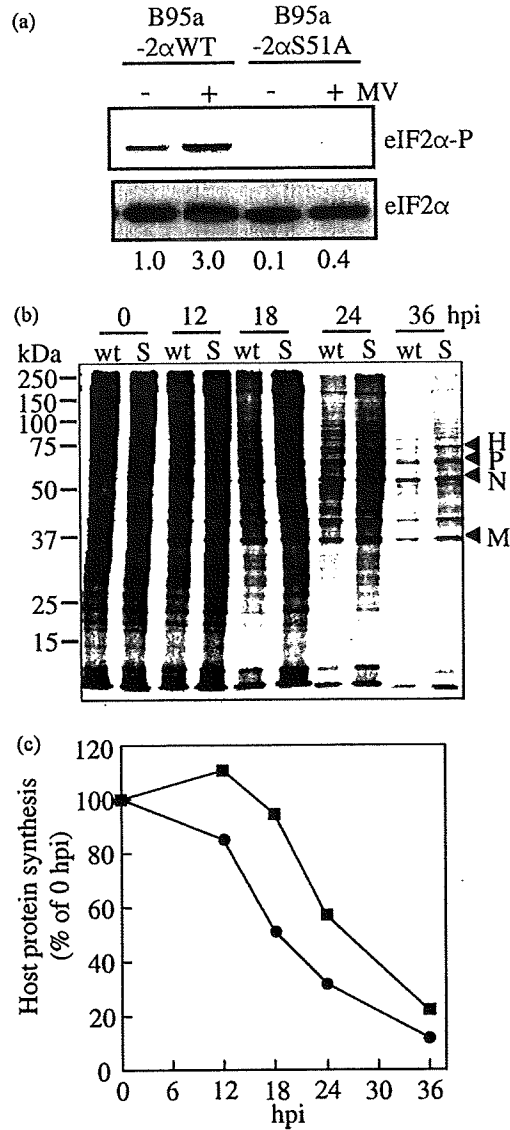 (a)
B95a B95a
-2αWT -2αS51A
- + - + MV
eIF2α-P
eIF2α
1.0 3.0 0.1 0.4
(b)
0 12 18 24 36 hpi
kDa wt S wt S wt S wt S wt S
250
150
100
75
50
37
25
15
H
P
N
M
(c)
Host protein synthesis
(% of 0 hpi)
120
100
80
60
40
20
0
0 6 12 18 24 30 36
hpi